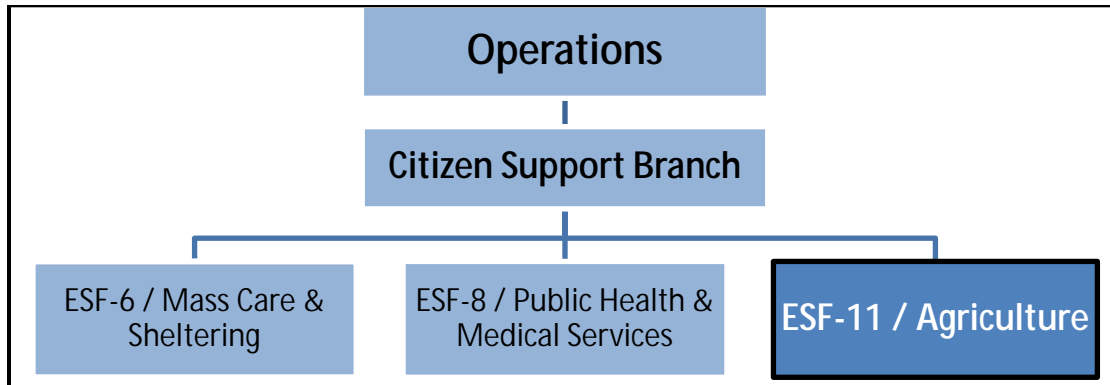 Operations
Citizen Support Branch
ESF-6 / Mass Care &
Sheltering
ESF-8 / Public Health &
Medical Services
ESF-11 / Agriculture